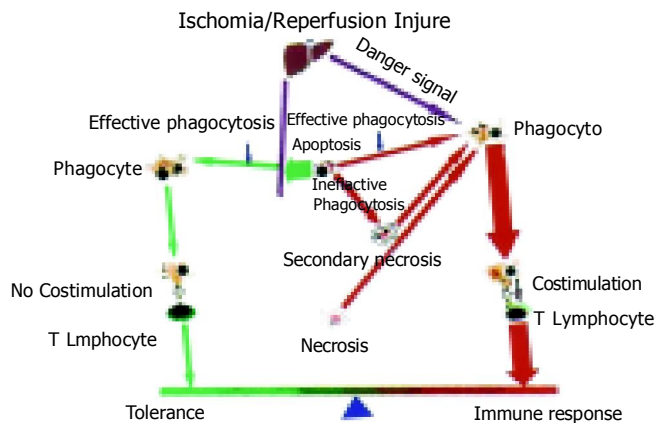 Ischomia/Reperfusion Injure
Danger signal
Effective phagocytosis
Effective phagocytosis
Apoptosis
Phagocyto
Phagocyte
Ineffactive
Phagocytosis
Secondary necrosis
No Costimulation
Costimulation
T Lmphocyte
T Lymphocyte
Necrosis
Tolerance
Immune response